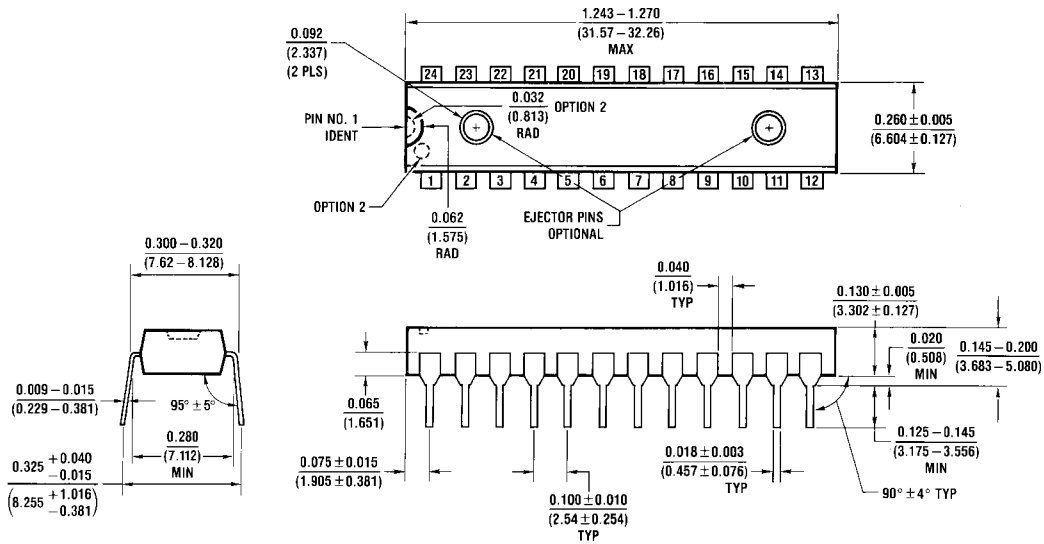 1.243 – 1.270
(31.57 – 32.26)
MAX
0.092
(2.337)
(2 PLS)
24 23 22 21 20 19 18 17 16 15 14 13
0.032
(0.813)
RAD
OPTION 2
PIN NO. 1
IDENT
0.260 ± 0.005
(6.604 ± 0.127)
1 2 3 4 5 6 7 8 9 10 11 12
OPTION 2
0.062
(1.575)
RAD
EJECTOR PINS
OPTIONAL
0.300 – 0.320
(7.62 – 8.128)
0.040
(1.016)
TYP
0.130 ± 0.005
(3.302 ± 0.127)
0.020
(0.508)
MIN
0.145 – 0.200
(3.683 – 5.080)
0.009 – 0.015
(0.229 – 0.381)
95° ± 5°
0.065
(1.651)
0.280
(7.112)
MIN
0.325 +0.040
−0.015
(8.255 +1.016
−0.381)
0.075 ± 0.015
(1.905 ± 0.381)
0.100 ± 0.010
(2.54 ± 0.254)
TYP
0.018 ± 0.003
(0.457 ± 0.076)
TYP
0.125 – 0.145
(3.175 – 3.556)
MIN
90° ± 4° TYP